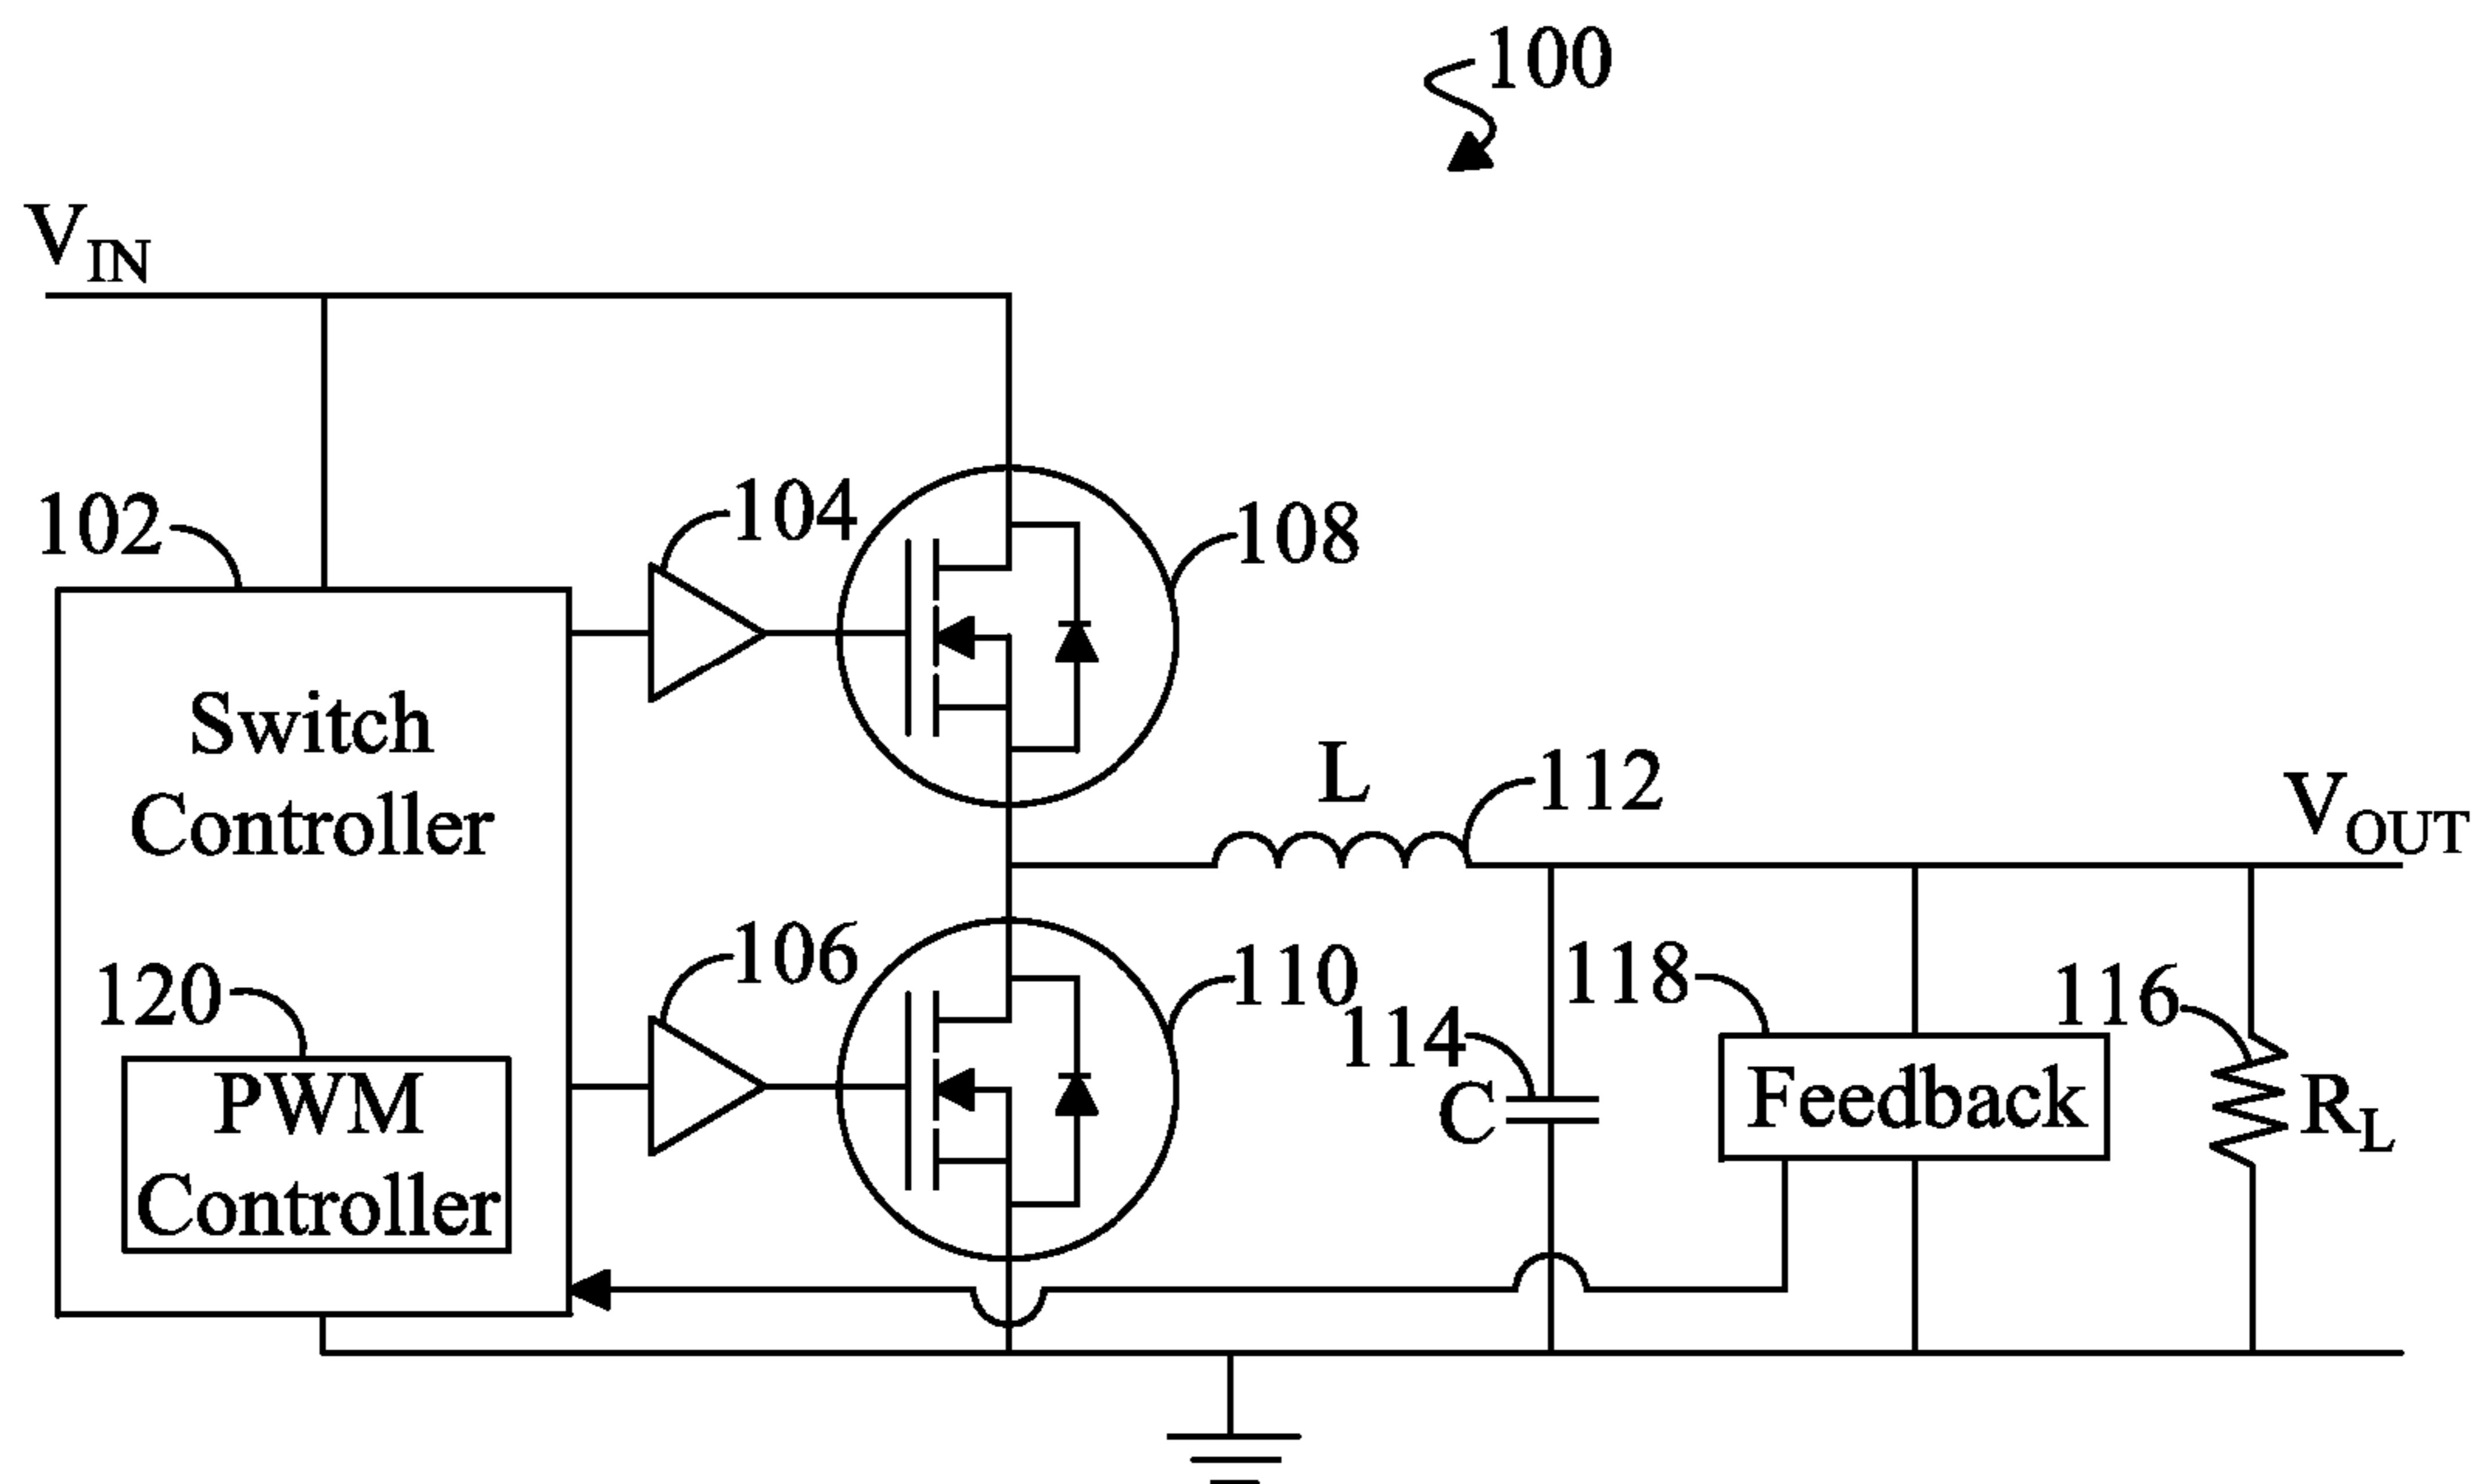 100
V_IN
102
104
108
Switch
Controller
L
112
V_OUT
106
110
118
116
120
114
PWM
Controller
C
Feedback
R_L